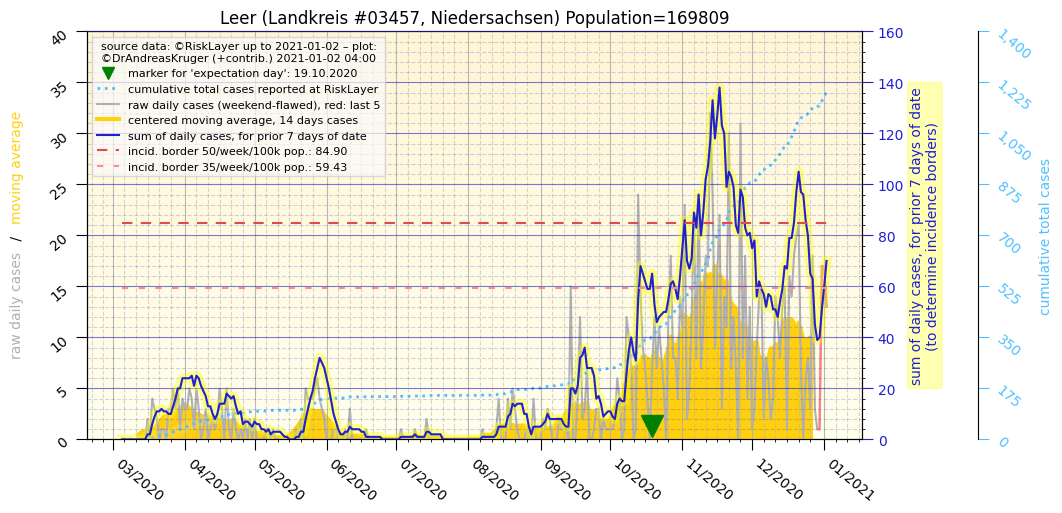 Leer (Landkreis #03457, Niedersachsen) Population=169809
source data: ©RiskLayer up to 2021-01-02 – plot:
©DrAndreasKruger (+contrib.) 2021-01-02 04:00
marker for 'expectation day': 19.10.2020
cumulative total cases reported at RiskLayer
raw daily cases (weekend-flawed), red: last 5
centered moving average, 14 days cases
sum of daily cases, for prior 7 days of date
incid. border 50/week/100k pop.: 84.90
incid. border 35/week/100k pop.: 59.43
raw daily cases / moving average
40
35
30
25
20
15
10
5
0
03/2020
04/2020
05/2020
06/2020
07/2020
08/2020
09/2020
10/2020
11/2020
12/2020
01/2021
160
140
120
100
80
60
40
20
0
sum of daily cases, for prior 7 days of date
(to determine incidence borders)
1,400
1,225
1,050
875
700
525
350
175
0
cumulative total cases